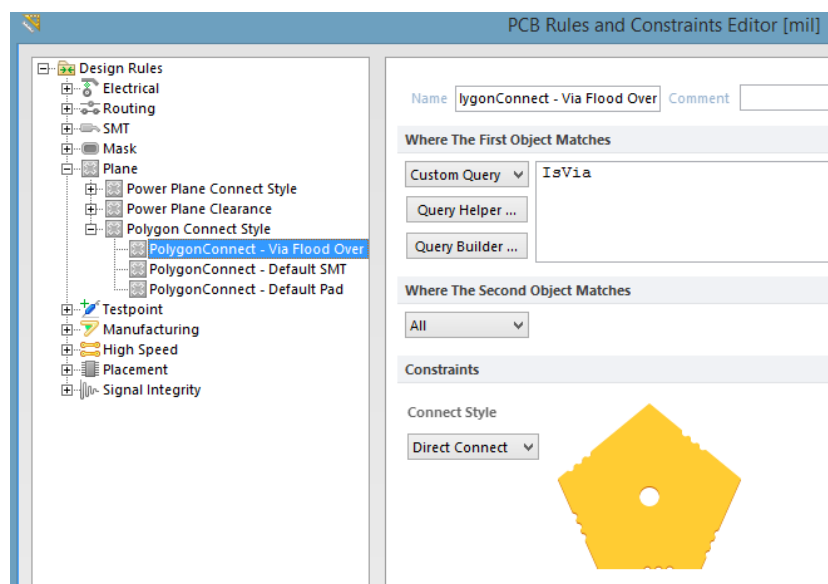 PCB Rules and Constraints Editor [mil]
Design Rules
Electrical
Routing
SMT
Mask
Plane
Power Plane Connect Style
Power Plane Clearance
Polygon Connect Style
PolygonConnect - Via Flood Over
PolygonConnect - Default SMT
PolygonConnect - Default Pad
Testpoint
Manufacturing
High Speed
Placement
Signal Integrity
Name lygonConnect - Via Flood Over Comment
Where The First Object Matches
Custom Query IsVia
Query Helper ...
Query Builder ...
Where The Second Object Matches
All
Constraints
Connect Style
Direct Connect